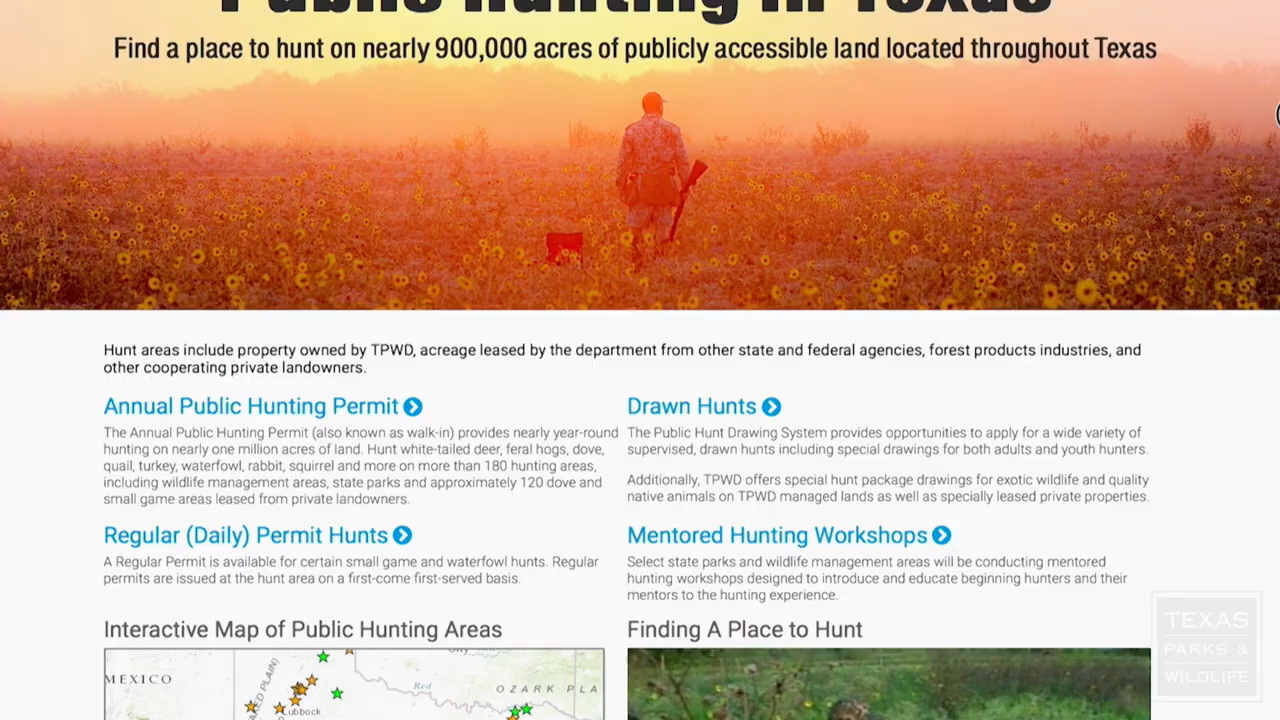 Public Hunting in Texas
Find a place to hunt on nearly 900,000 acres of publicly accessible land located throughout Texas
Hunt areas include property owned by TPWD, acreage leased by the department from other state and federal agencies, forest products industries, and
other cooperating private landowners.
Annual Public Hunting Permit
The Annual Public Hunting Permit (also known as walk-in) provides nearly year-round
hunting on nearly one million acres of land. Hunt white-tailed deer, feral hogs, dove,
quail, turkey, waterfowl, rabbit, squirrel and more on more than 180 hunting areas,
including wildlife management areas, state parks and approximately 120 dove and
small game areas leased from private landowners.
Drawn Hunts
The Public Hunt Drawing System provides opportunities to apply for a wide variety of
supervised, drawn hunts including special drawings for both adults and youth hunters.
Additionally, TPWD offers special hunt package drawings for exotic wildlife and quality
native animals on TPWD managed lands as well as specially leased private properties.
Regular (Daily) Permit Hunts
A Regular Permit is available for certain small game and waterfowl hunts. Regular
permits are issued at the hunt area on a first-come first-served basis.
Mentored Hunting Workshops
Select state parks and wildlife management areas will be conducting mentored
hunting workshops designed to introduce and educate beginning hunters and their
mentors to the hunting experience.
Interactive Map of Public Hunting Areas
MEXICO
PLAIN)
Lubbock
Red
City
OZARK PLA
Finding A Place to Hunt
TEXAS
PARKS &
WILDLIFE